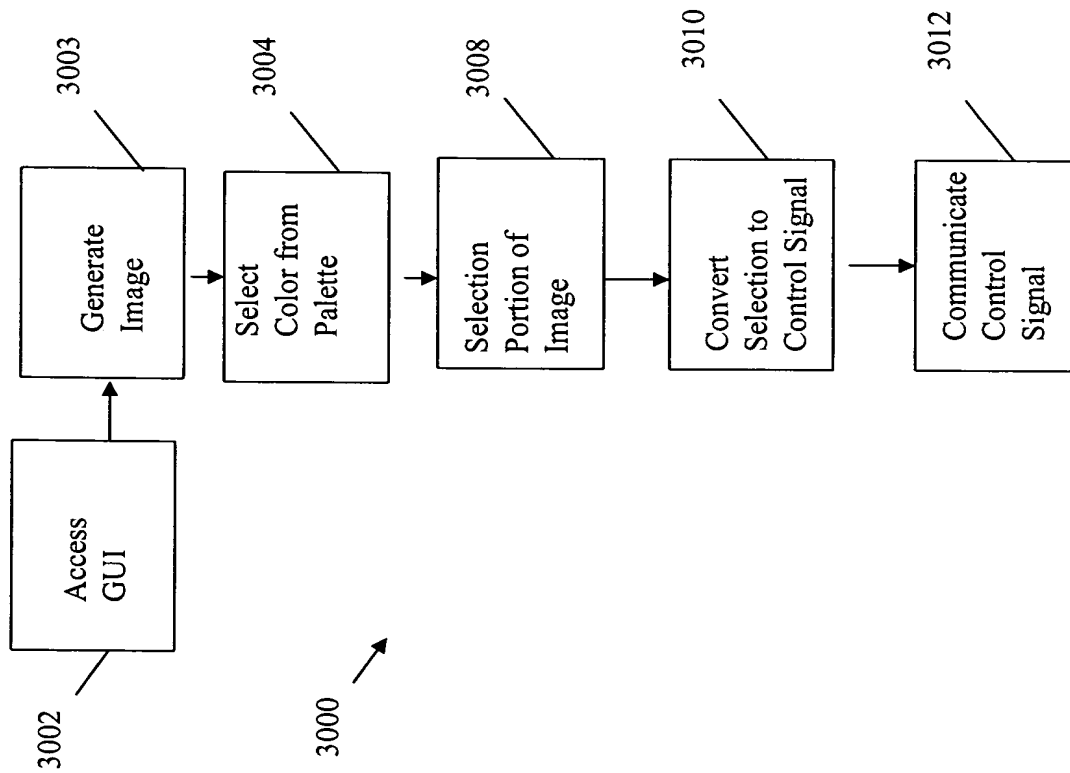 3002
Access
GUI
3003
Generate
Image
3004
Select
Color from
Palette
3008
Selection
Portion of
Image
3010
Convert
Selection to
Control Signal
3012
Communicate
Control
Signal
3000